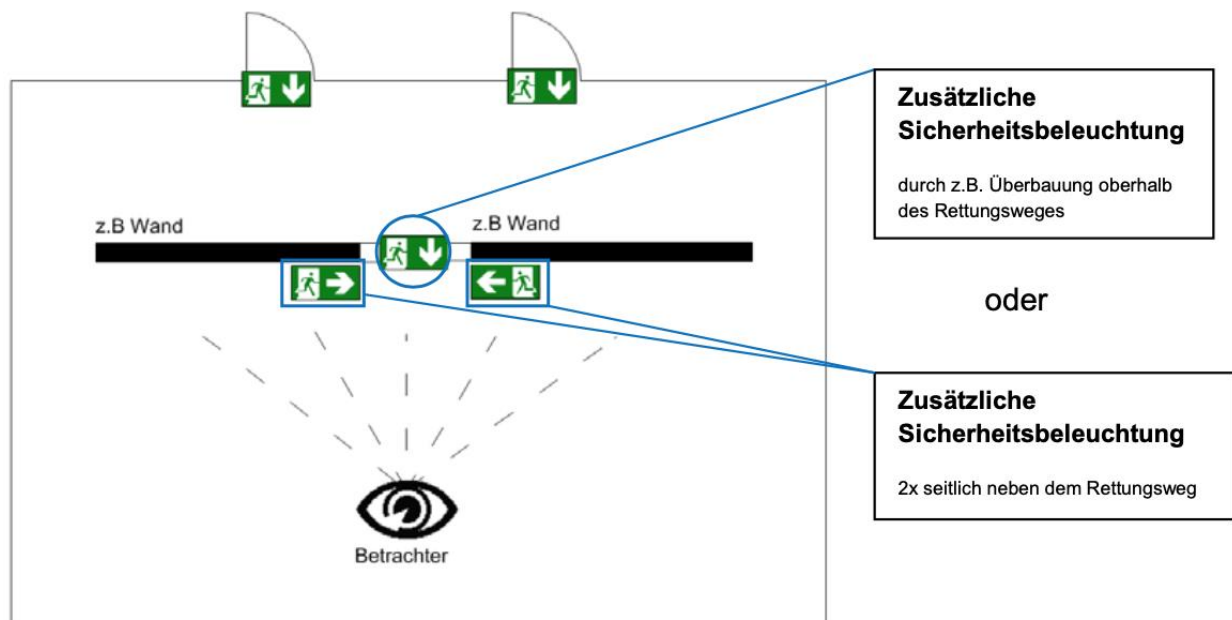 Zusätzliche
Sicherheitsbeleuchtung
durch z.B. Überbauung oberhalb
des Rettungsweges
z.B Wand
z.B Wand
oder
Zusätzliche
Sicherheitsbeleuchtung
2x seitlich neben dem Rettungsweg
Betrachter